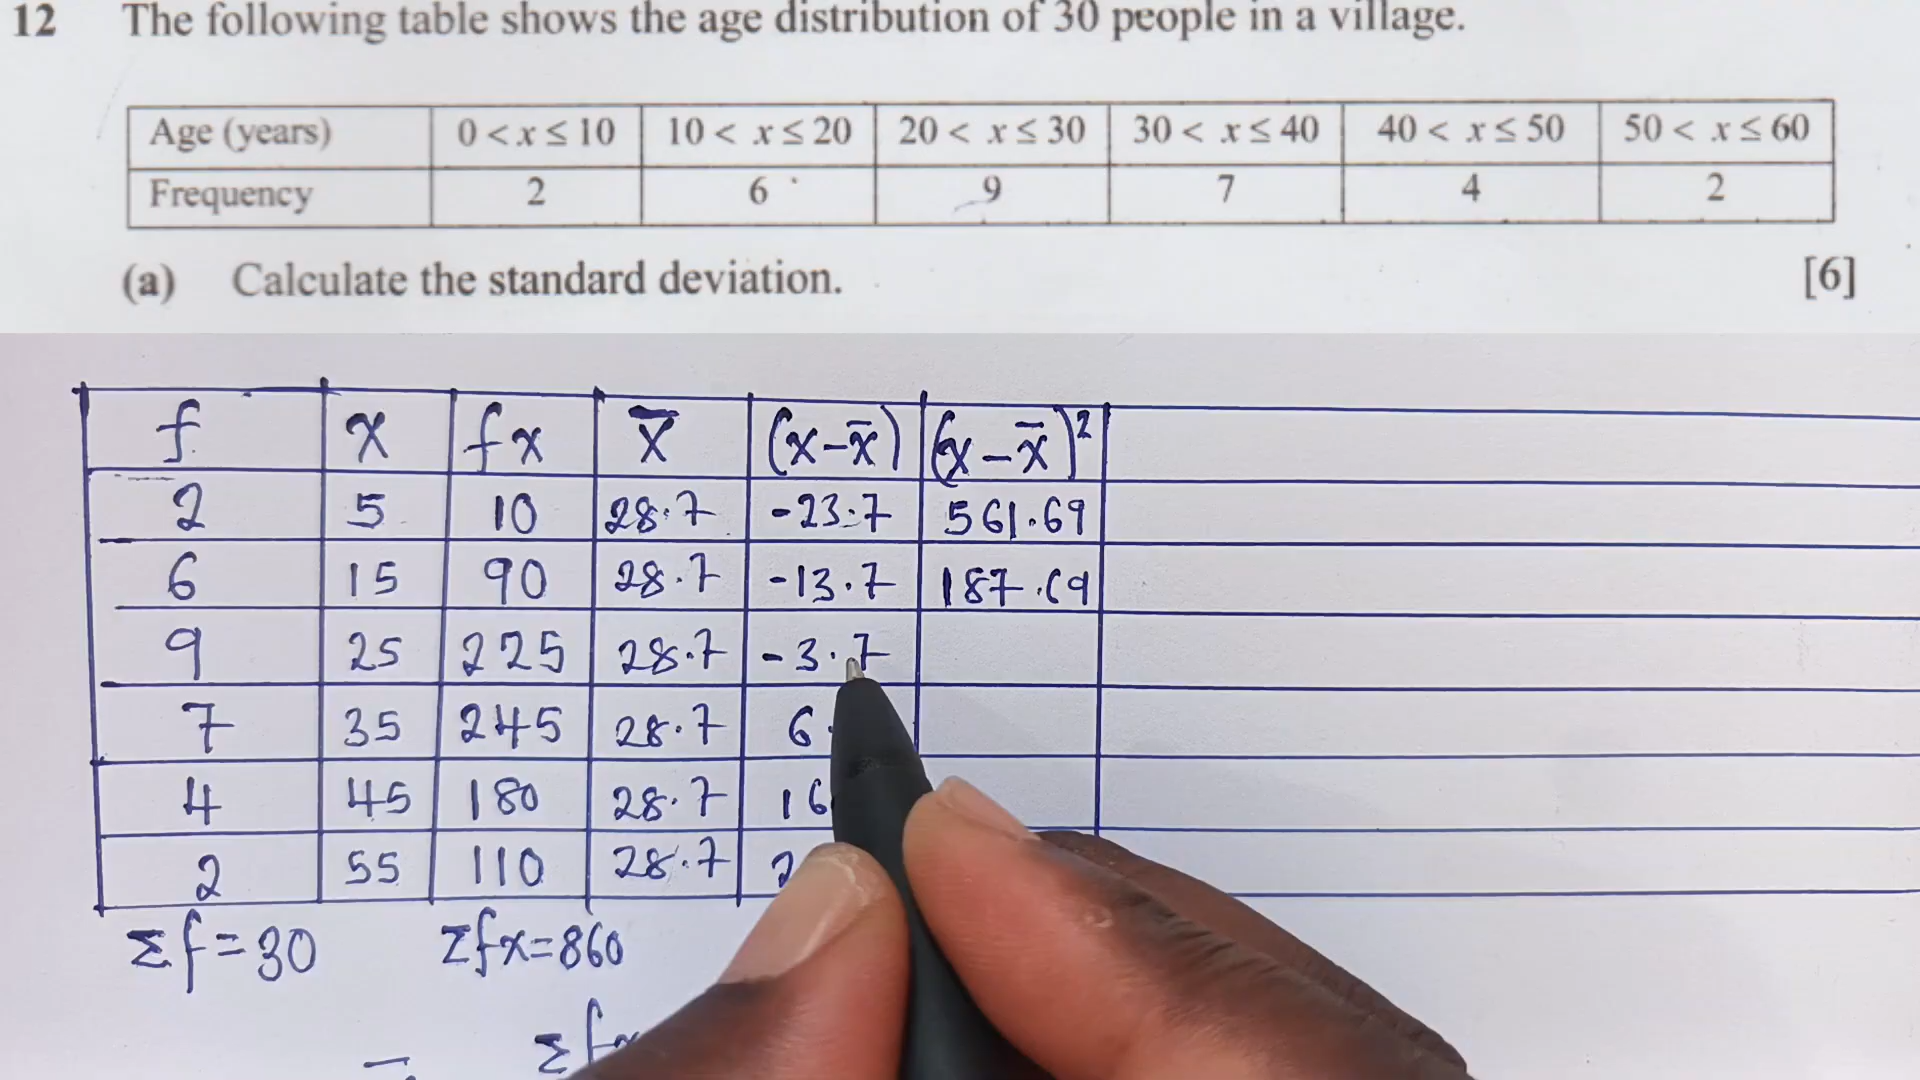 12 The following table shows the age distribution of 30 people in a village.
Age (years) 0 < x ≤ 10 10 < x ≤ 20 20 < x ≤ 30 30 < x ≤ 40 40 < x ≤ 50 50 < x ≤ 60
Frequency 2 6 9 7 4 2
(a) Calculate the standard deviation. [6]
f x fx x̄ (x-x̄) (x-x̄)²
2 5 10 28.7 -23.7 561.69
6 15 90 28.7 -13.7 187.69
9 25 225 28.7 -3.7
7 35 245 28.7 6.
4 45 180 28.7 16
2 55 110 28.7 2
Σf=30 Σfx=860
Σfx